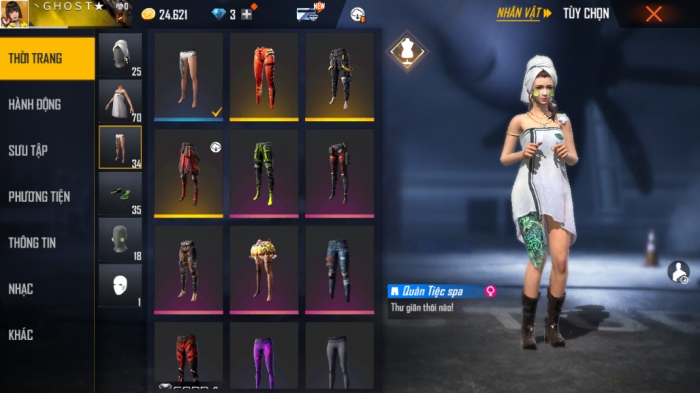 GHOST★
24.621
3
NEW
NHÂN VẬT
TÙY CHỌN
THỜI TRANG
HÀNH ĐỘNG
SƯU TẬP
PHƯƠNG TIỆN
THÔNG TIN
NHẠC
KHÁC
25
70
34
35
18
1
Quần Tiệc spa
Thư giãn thôi nào!